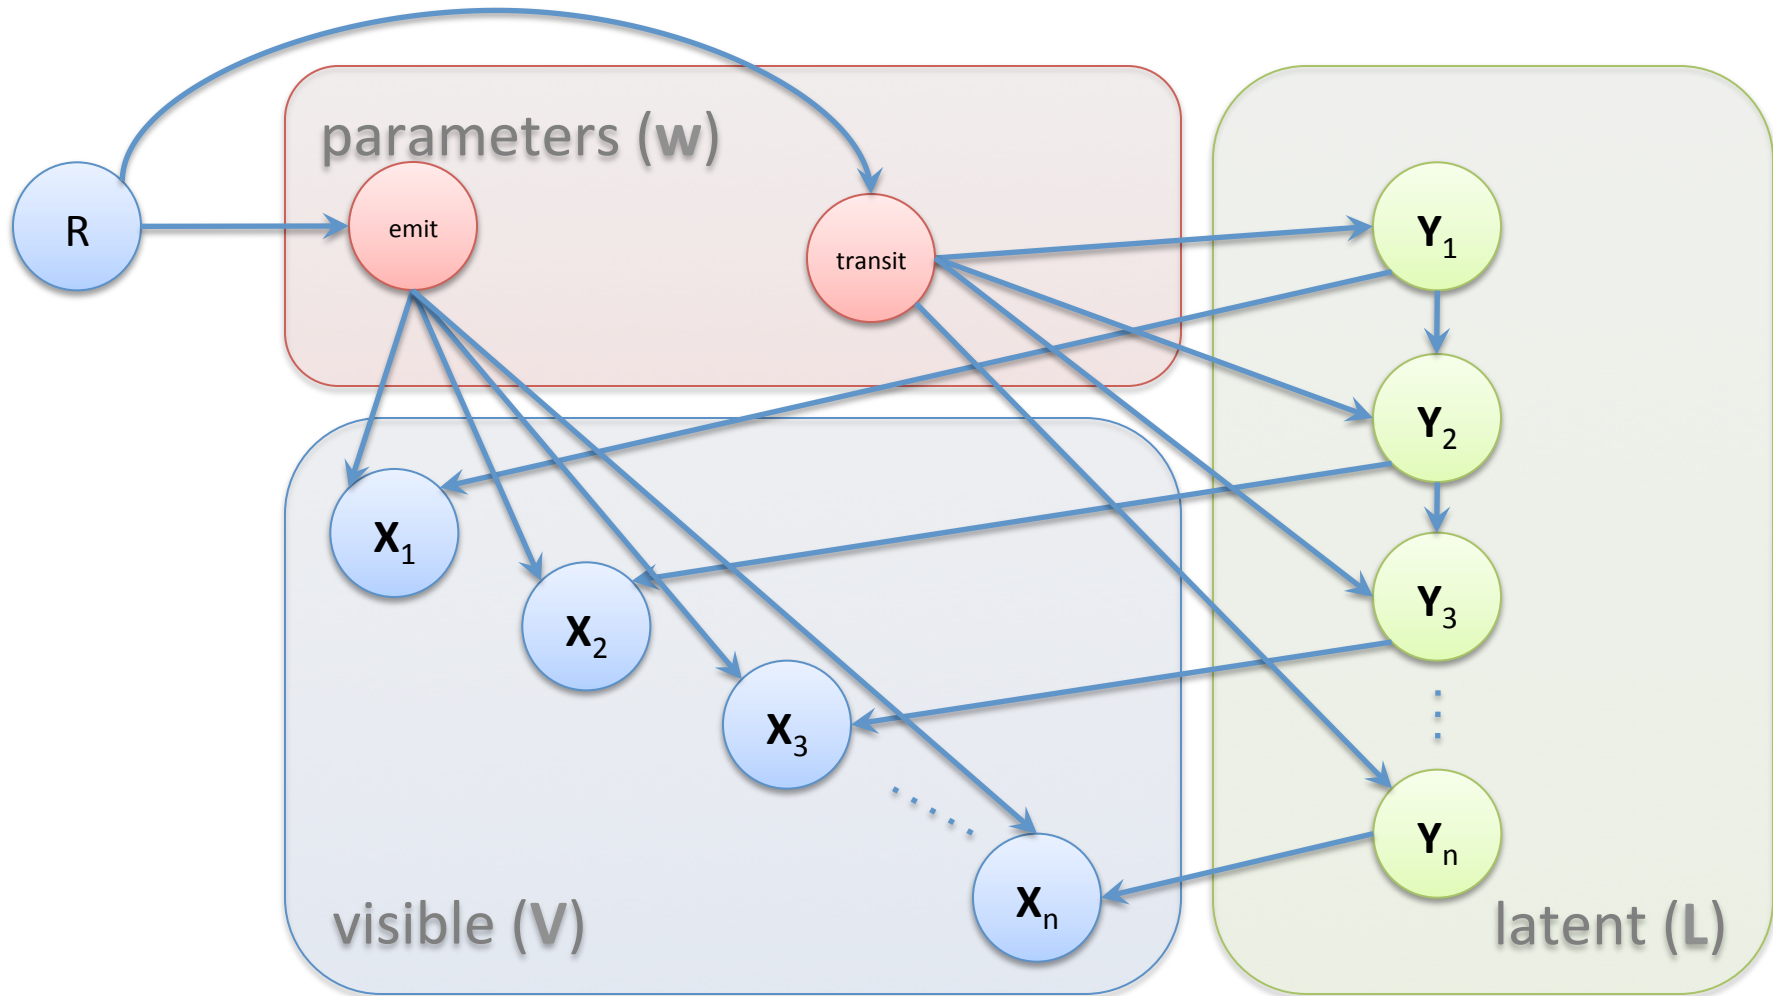 parameters (w)
R
emit
transit
Y1
Y2
X1
X2
Y3
X3
Yn
Xn
visible (V)
latent (L)